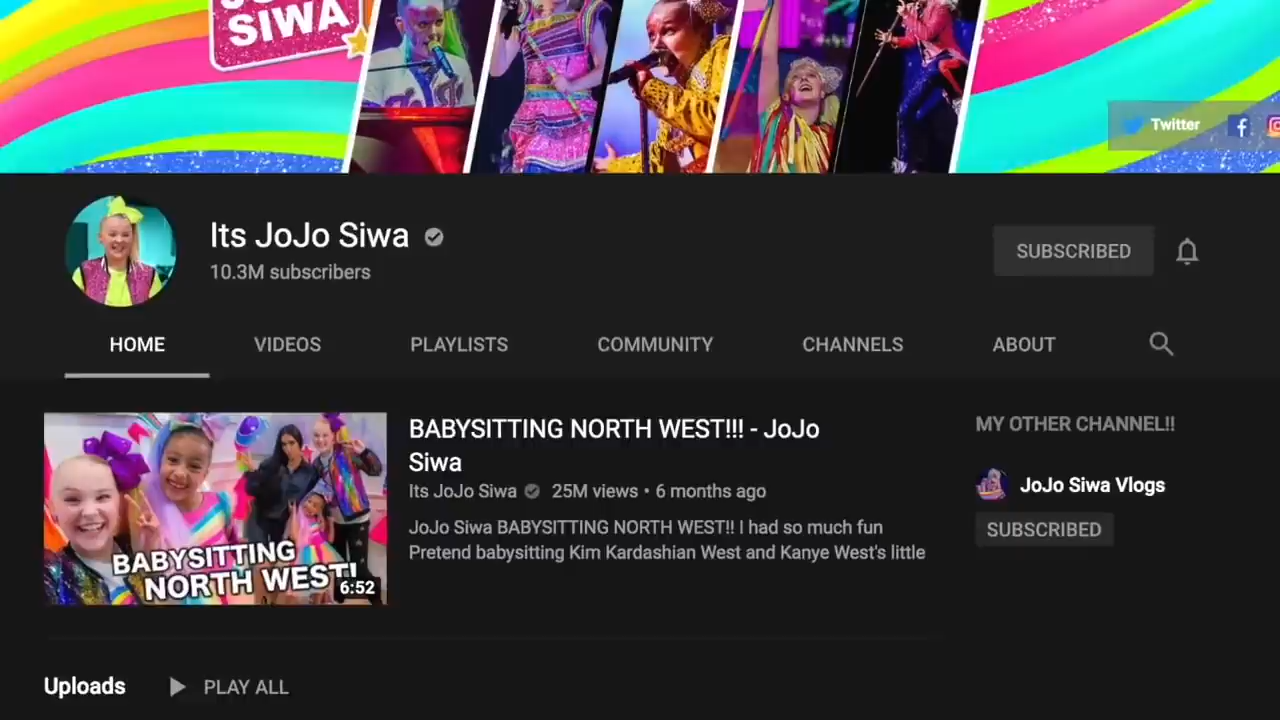 SIWA
Twitter
Its JoJo Siwa
10.3M subscribers
SUBSCRIBED
HOME
VIDEOS
PLAYLISTS
COMMUNITY
CHANNELS
ABOUT
BABYSITTING
NORTH WEST!
6:52
BABYSITTING NORTH WEST!!! - JoJo
Siwa
Its JoJo Siwa
25M views • 6 months ago
JoJo Siwa BABYSITTING NORTH WEST!! I had so much fun
Pretend babysitting Kim Kardashian West and Kanye West's little
MY OTHER CHANNEL!!
JoJo Siwa Vlogs
SUBSCRIBED
Uploads
PLAY ALL